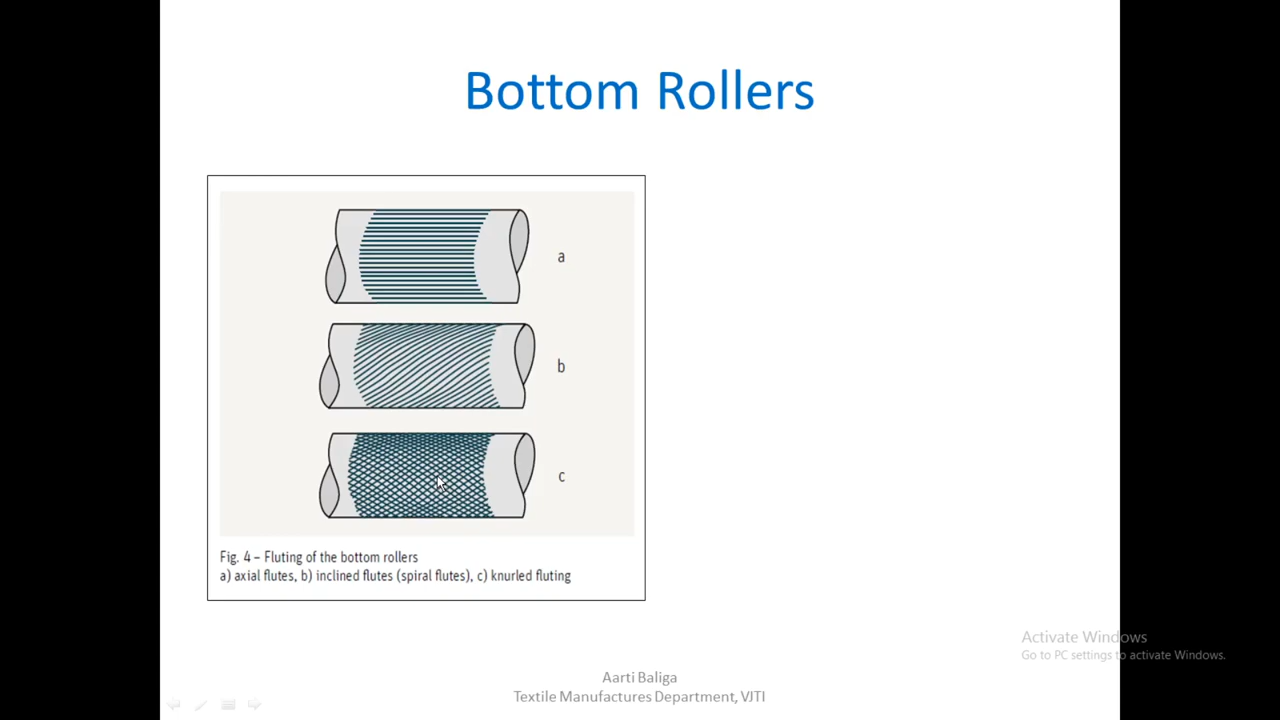 Bottom Rollers
a
b
c
Fig. 4 – Fluting of the bottom rollers
a) axial flutes, b) inclined flutes (spiral flutes), c) knurled fluting
Activate Windows
Go to PC settings to activate Windows.
Aarti Baliga
Textile Manufactures Department, VJTI